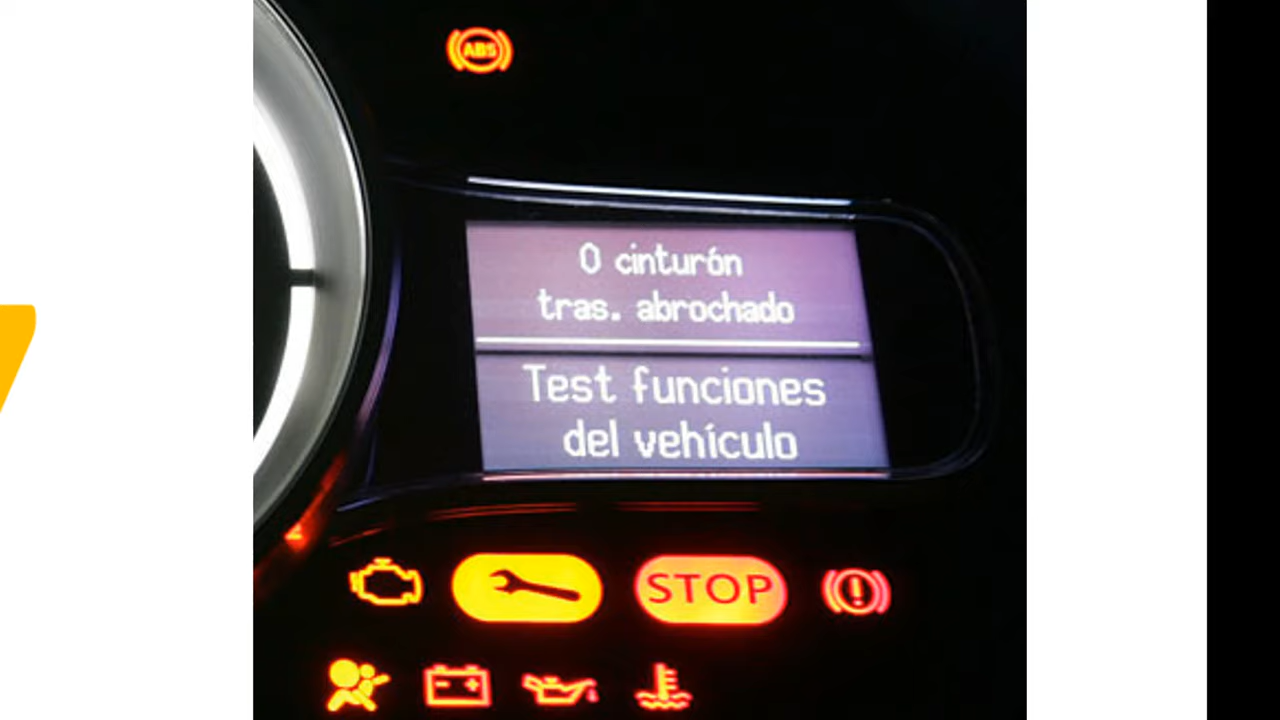 ABS
0 cinturón
tras. abrochado
Test funciones
del vehículo
STOP